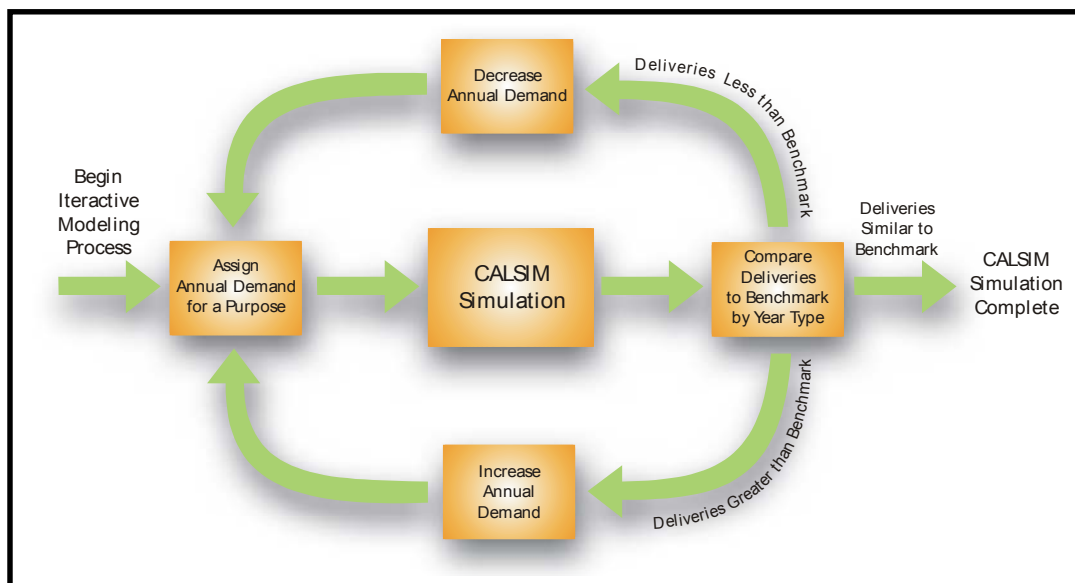 Begin
Iteractive
Modeling
Process
Assign
Annual Demand
for a Purpose
CALSIM
Simulation
Compare
Deliveries
to Benchmark
by Year Type
Decrease
Annual Demand
Deliveries Less than Benchmark
Increase
Annual
Demand
Deliveries Greater than Benchmark
Deliveries
Similar to
Benchmark
CALSIM
Simulation
Complete